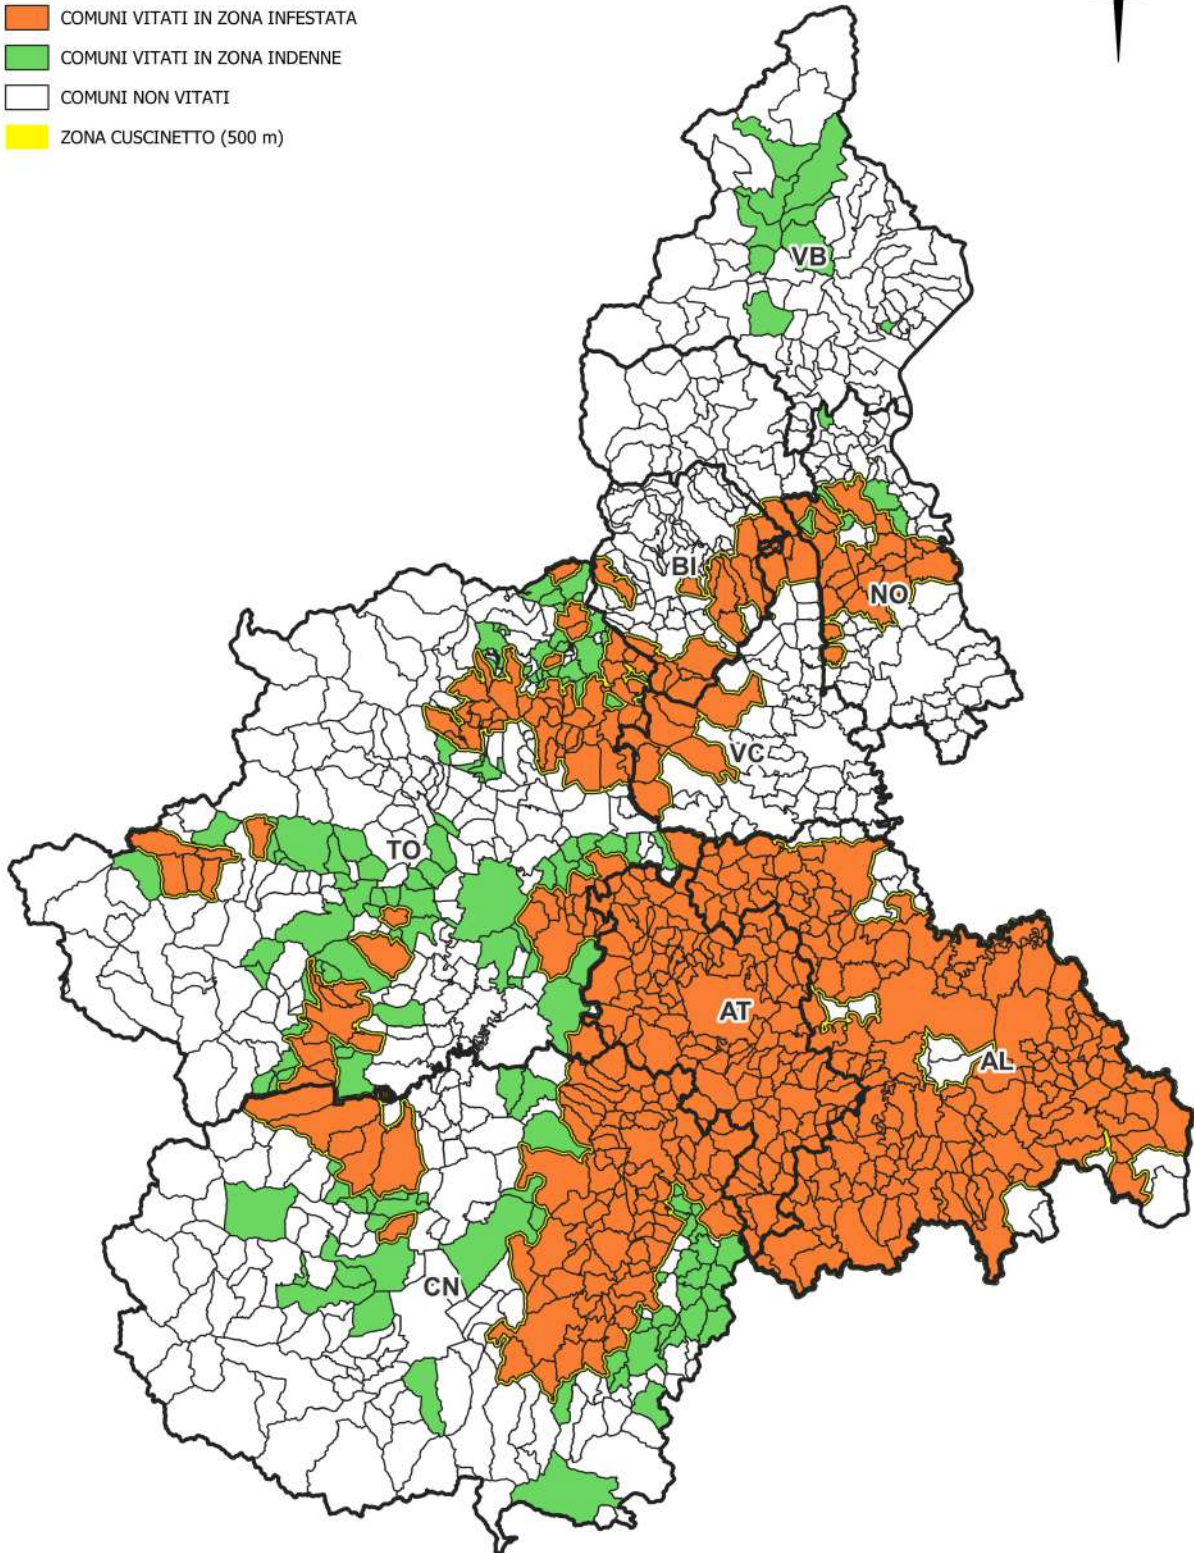 COMUNI VITATI IN ZONA INFESTATA
COMUNI VITATI IN ZONA INDENNE
COMUNI NON VITATI
ZONA CUSCINETTO (500 m)
VB
BI
NO
VC
TO
AT
AL
CN